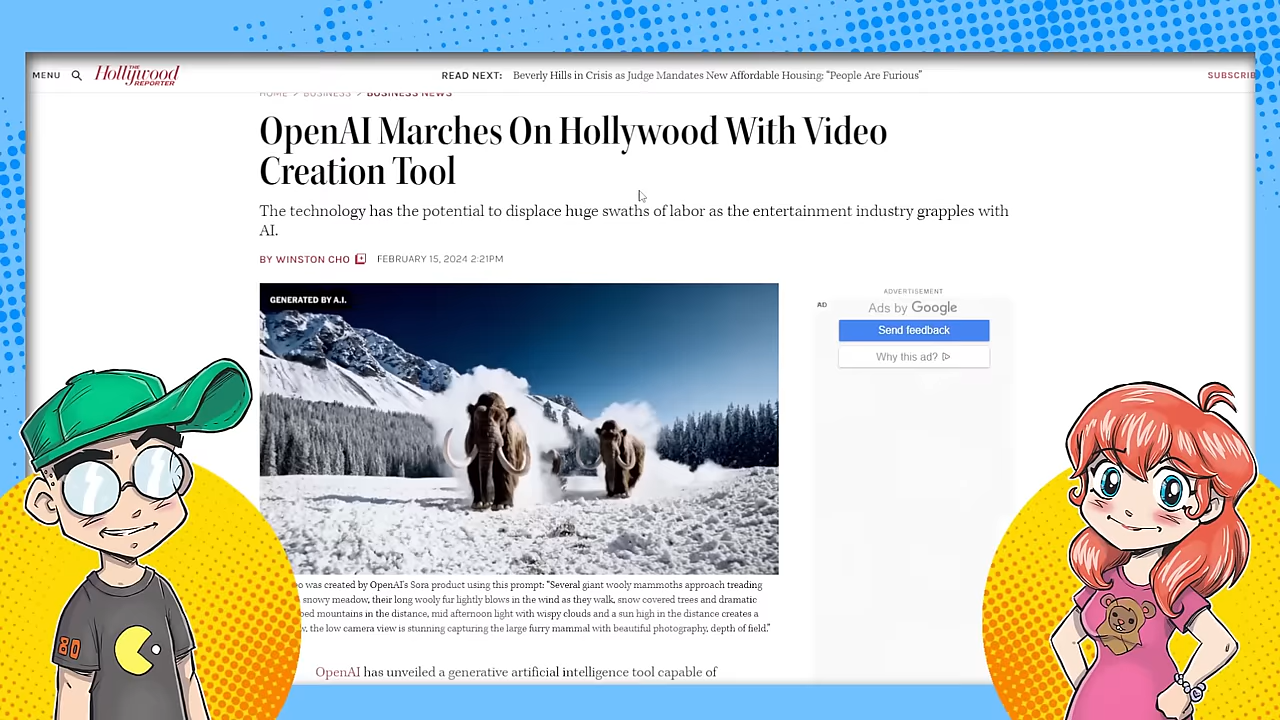 MENU
THE Hollywood REPORTER
READ NEXT: Beverly Hills in Crisis as Judge Mandates New Affordable Housing: “People Are Furious”
SUBSCRIB
HOME > BUSINESS > BUSINESS NEWS
OpenAI Marches On Hollywood With Video
Creation Tool
The technology has the potential to displace huge swaths of labor as the entertainment industry grapples with
AI.
BY WINSTON CHO FEBRUARY 15, 2024 2:21PM
GENERATED BY A.I.
ADVERTISEMENT
AD
Ads by Google
Send feedback
Why this ad?
was created by OpenAI's Sora product using this prompt: “Several giant wooly mammoths approach treading
snowy meadow, their long wooly fur lightly blows in the wind as they walk, snow covered trees and dramatic
mountains in the distance, mid afternoon light with wispy clouds and a sun high in the distance creates a
the low camera view is stunning capturing the large furry mammal with beautiful photography, depth of field.”
OpenAI has unveiled a generative artificial intelligence tool capable of
80